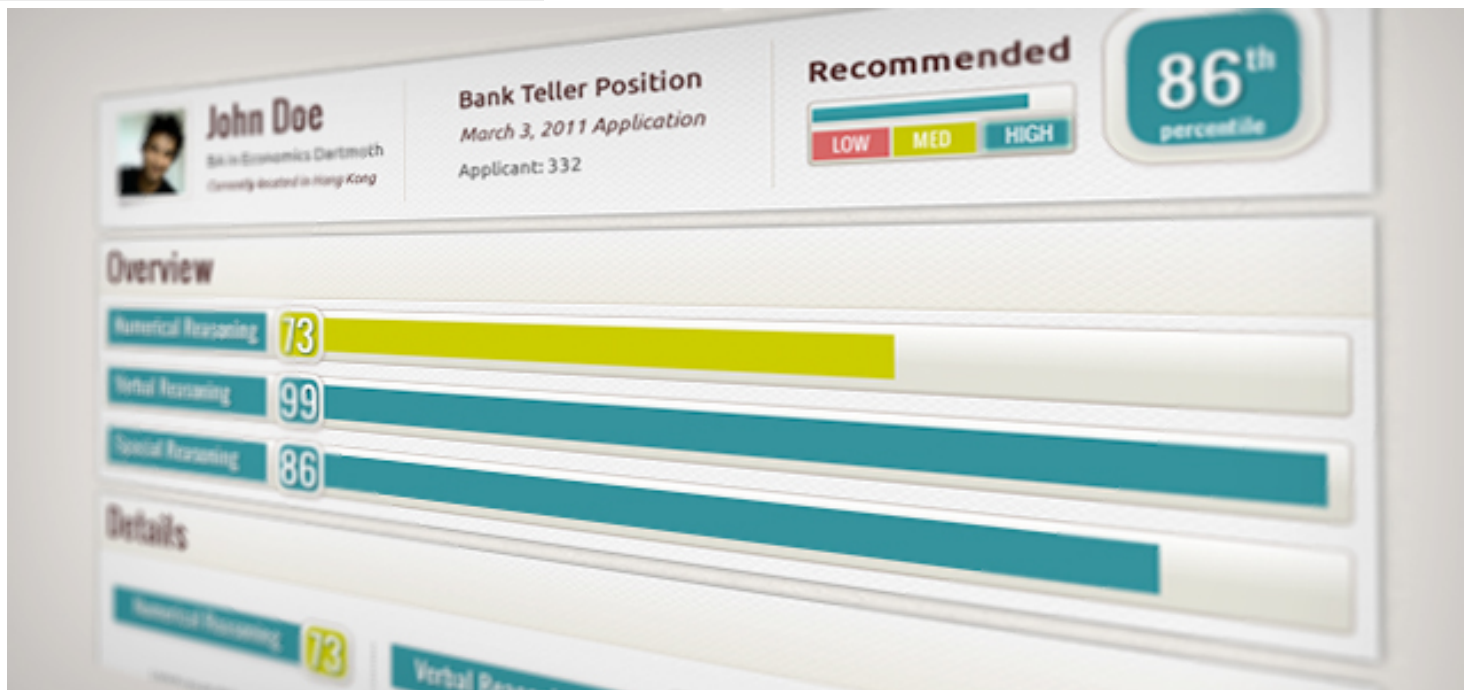 John Doe
BA in Economics Dartmoth
Currently located in Hong Kong
Bank Teller Position
March 3, 2011 Application
Applicant: 332
Recommended
LOW MED HIGH
86th
percentile
Overview
Numerical Reasoning 73
Verbal Reasoning 99
Special Reasoning 86
Details
Numerical Reasoning 73
Verbal